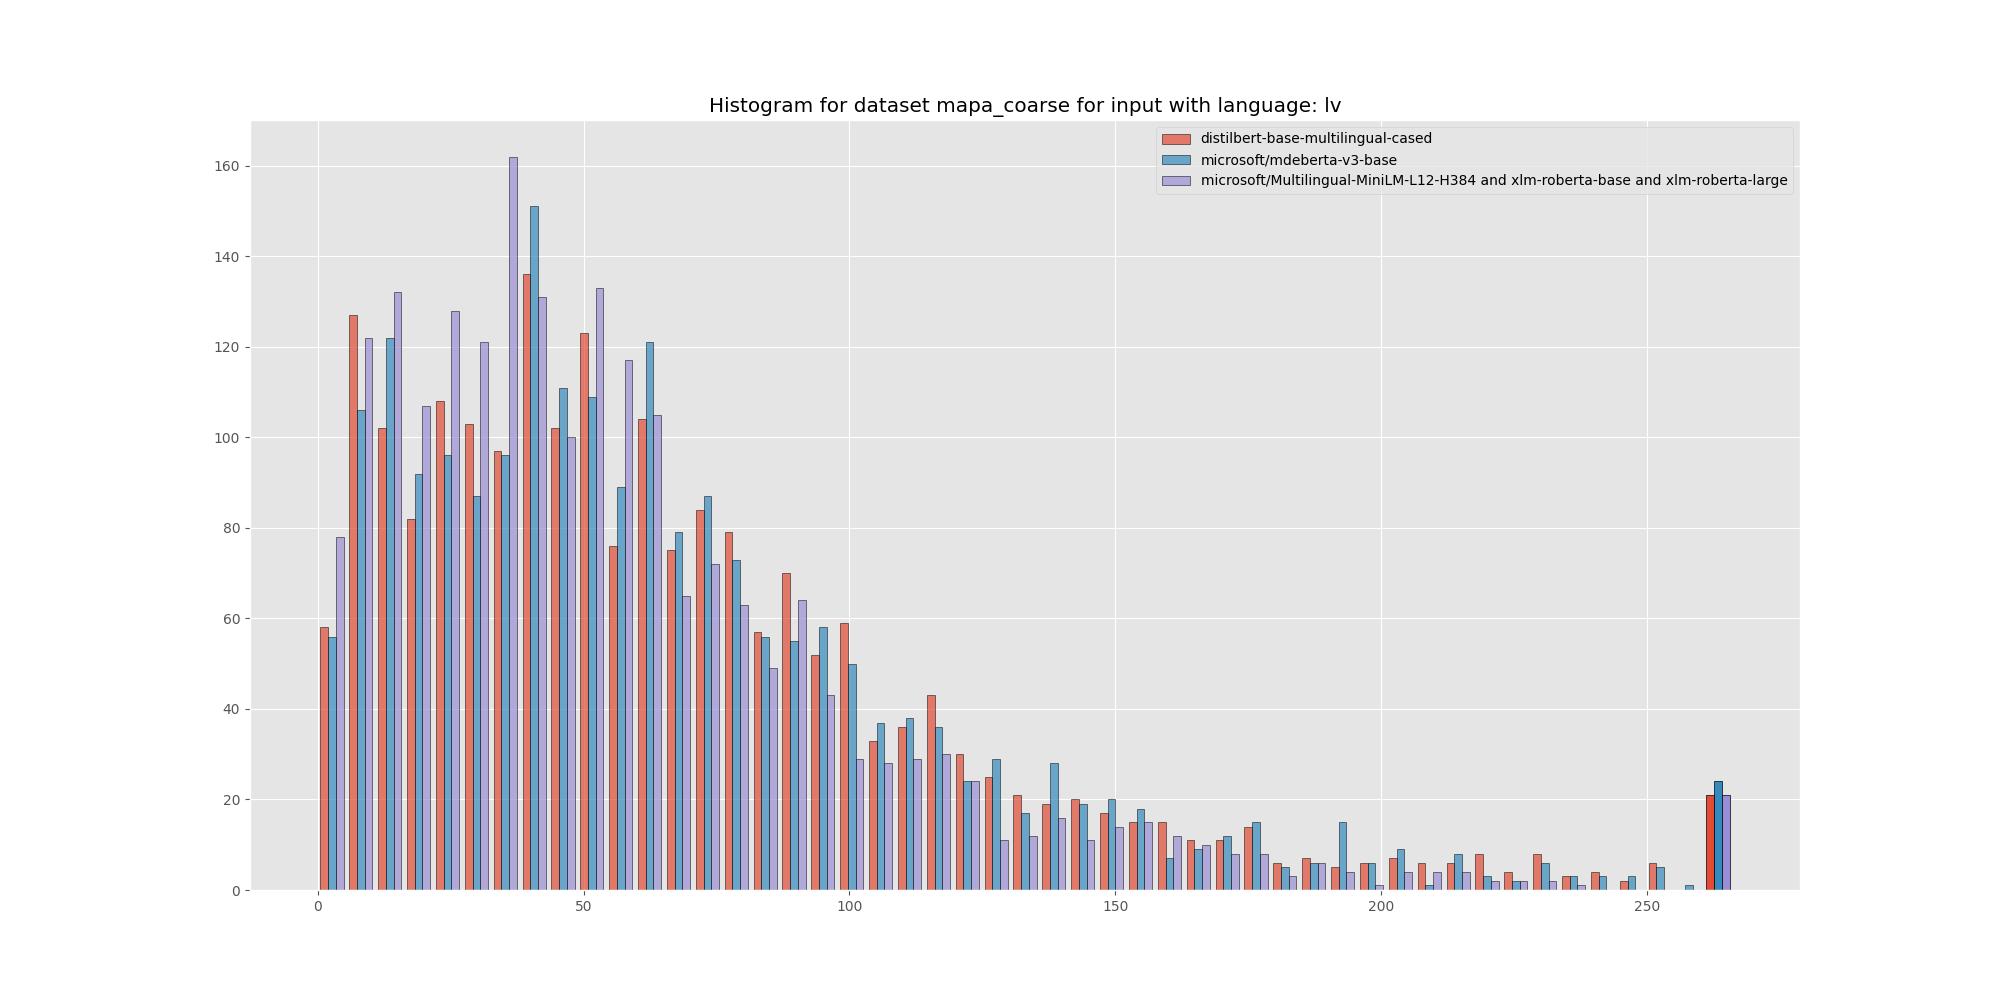 Histogram for dataset mapa_coarse for input with language: lv
distilbert-base-multilingual-cased
microsoft/mdeberta-v3-base
microsoft/Multilingual-MiniLM-L12-H384 and xlm-roberta-base and xlm-roberta-large
160
140
120
100
80
60
40
20
0
0 50 100 150 200 250